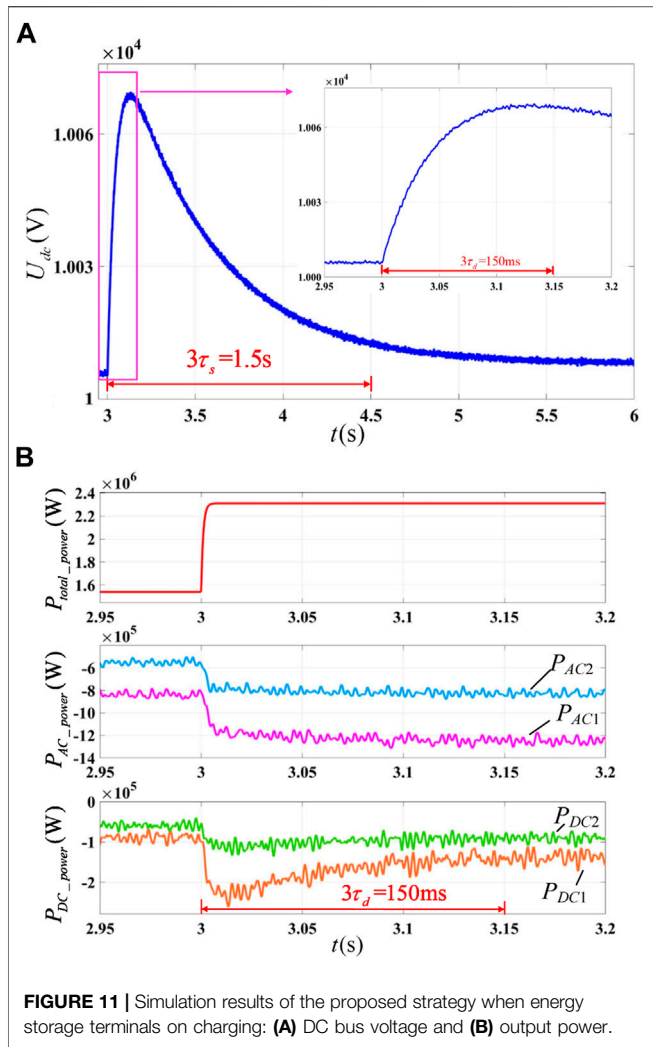 A
×10⁴
1.006
1.003
1
U_dc(V)
×10⁴
1.006
1.003
1.000
2.95 3 3.05 3.1 3.15 3.2
3τ_d=150ms
3τ_s=1.5s
3 3.5 4 4.5 5 5.5 6
t(s)
B
×10⁶
2.4
2.2
2.0
1.8
1.6
P_total_power(W)
2.95 3 3.05 3.1 3.15 3.2
×10⁵
-6
-8
-10
-12
-14
P_AC_power(W)
P_AC2
P_AC1
2.95 3 3.05 3.1 3.15 3.2
×10⁵
0
-1
-2
P_DC_power(W)
P_DC2
P_DC1
3τ_d=150ms
2.95 3 3.05 3.1 3.15 3.2
t(s)
FIGURE 11 | Simulation results of the proposed strategy when energy
storage terminals on charging: (A) DC bus voltage and (B) output power.